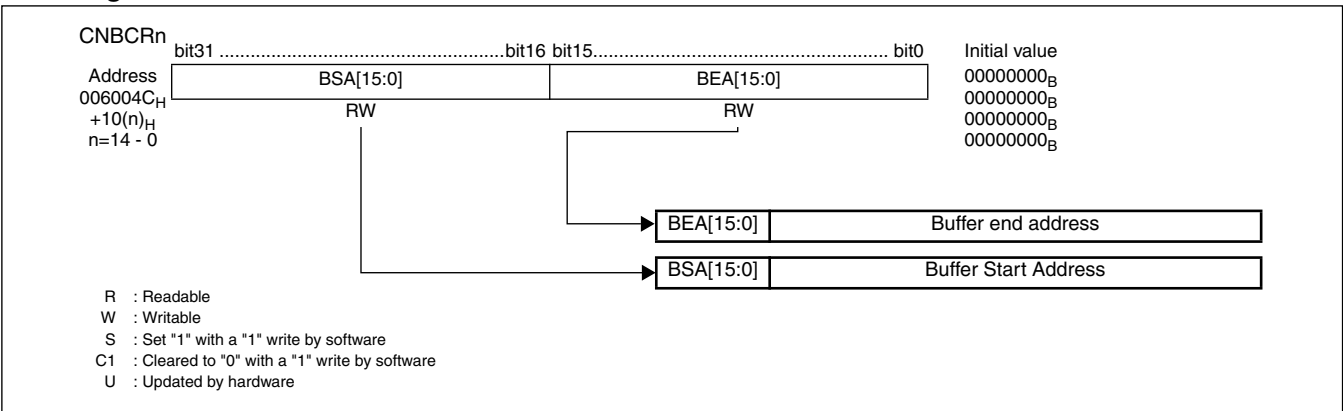 CNBCRn
bit31 ........................................................bit16 bit15.......................................................... bit0 Initial value
Address BSA[15:0] BEA[15:0] 00000000B
006004CH 00000000B
+10(n)H RW RW 00000000B
n=14 - 0 00000000B
BEA[15:0] Buffer end address
BSA[15:0] Buffer Start Address
R : Readable
W : Writable
S : Set "1" with a "1" write by software
C1 : Cleared to "0" with a "1" write by software
U : Updated by hardware